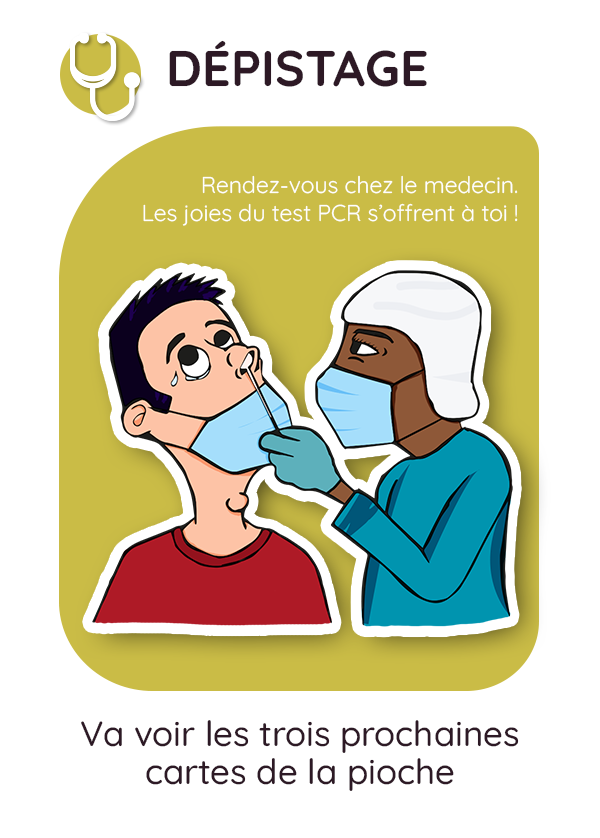 DÉPISTAGE
Rendez-vous chez le medecin.
Les joies du test PCR s'offrent à toi !
Va voir les trois prochaines
cartes de la pioche